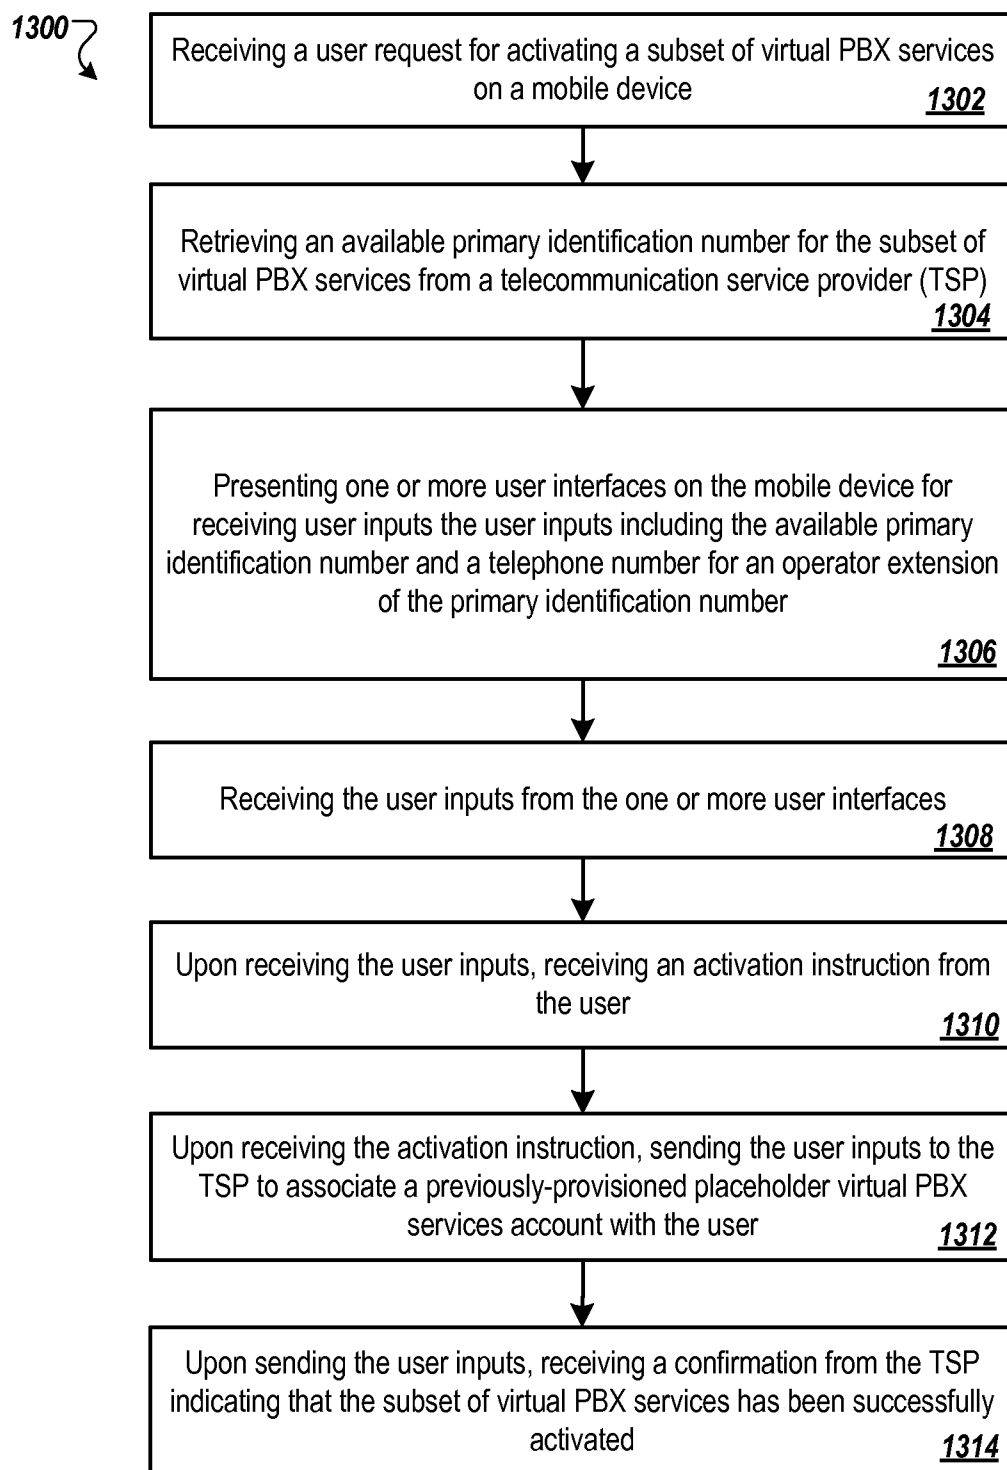 1300
Receiving a user request for activating a subset of virtual PBX services
on a mobile device
1302
Retrieving an available primary identification number for the subset of
virtual PBX services from a telecommunication service provider (TSP)
1304
Presenting one or more user interfaces on the mobile device for
receiving user inputs the user inputs including the available primary
identification number and a telephone number for an operator extension
of the primary identification number
1306
Receiving the user inputs from the one or more user interfaces
1308
Upon receiving the user inputs, receiving an activation instruction from
the user
1310
Upon receiving the activation instruction, sending the user inputs to the
TSP to associate a previously-provisioned placeholder virtual PBX
services account with the user
1312
Upon sending the user inputs, receiving a confirmation from the TSP
indicating that the subset of virtual PBX services has been successfully
activated
1314